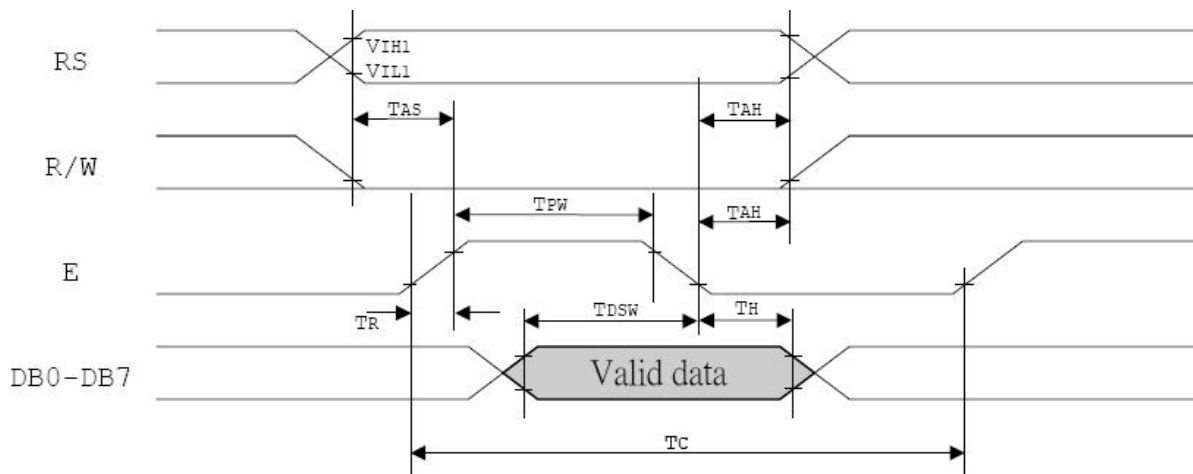 RS
VIH1
VIL1
TAS
TAH
R/W
TPW
TAH
E
TR
TDSW
TH
DB0-DB7
Valid data
TC